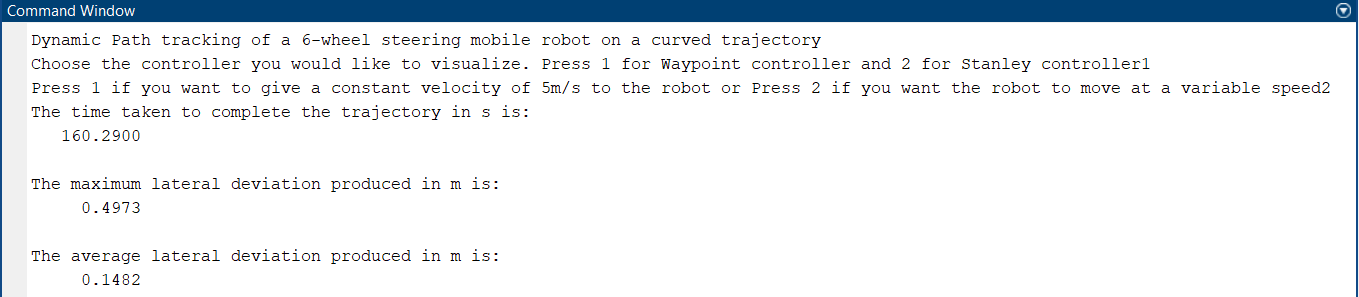 Command Window
Dynamic Path tracking of a 6-wheel steering mobile robot on a curved trajectory
Choose the controller you would like to visualize. Press 1 for Waypoint controller and 2 for Stanley controller1
Press 1 if you want to give a constant velocity of 5m/s to the robot or Press 2 if you want the robot to move at a variable speed2
The time taken to complete the trajectory in s is:
160.2900
The maximum lateral deviation produced in m is:
0.4973
The average lateral deviation produced in m is:
0.1482